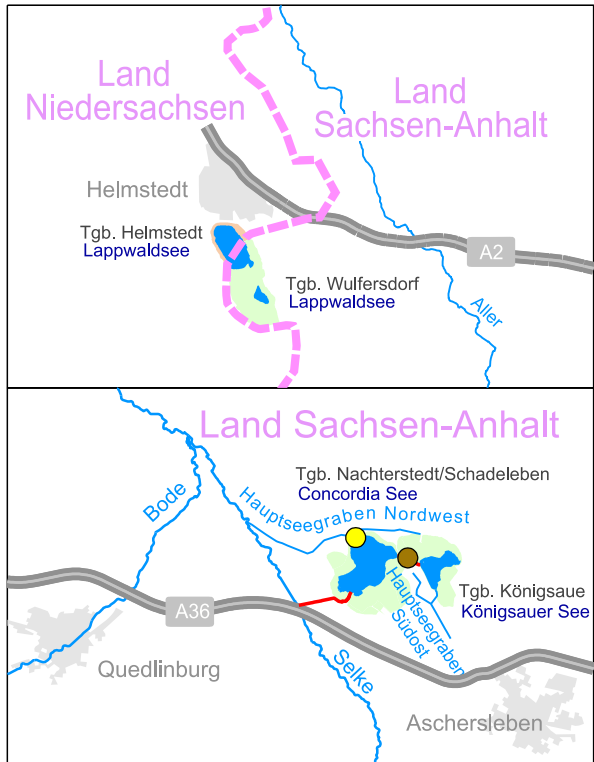 Land
Niedersachsen
Land
Sachsen-Anhalt
Helmstedt
Tgb. Helmstedt
Lappwaldsee
A2
Tgb. Wulfersdorf
Lappwaldsee
Aller
Land Sachsen-Anhalt
Tgb. Nachterstedt/Schadeleben
Concordia See
Bode
Hauptseegraben Nordwest
Tgb. Königsaue
Königsauer See
Hauptseegraben
Südost
A36
Quedlinburg
Selke
Aschersleben